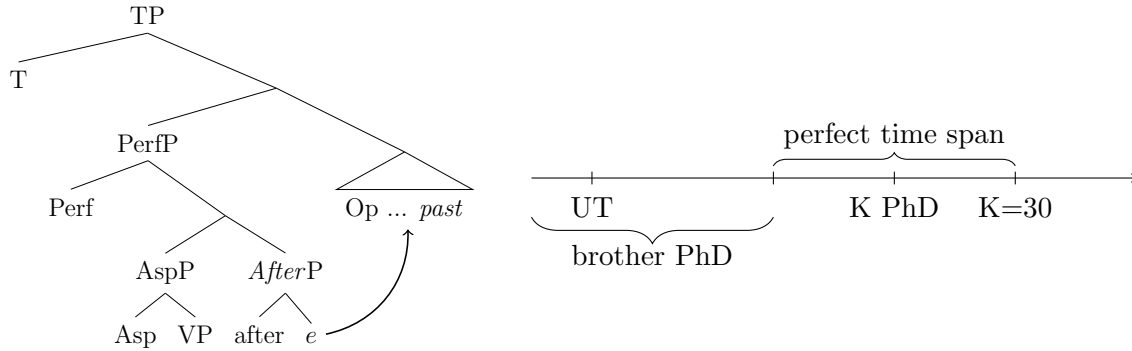 TP
T
PerfP
Perf
Op ... past
AspP AfterP
Asp VP after e
perfect time span
UT K PhD K=30
brother PhD